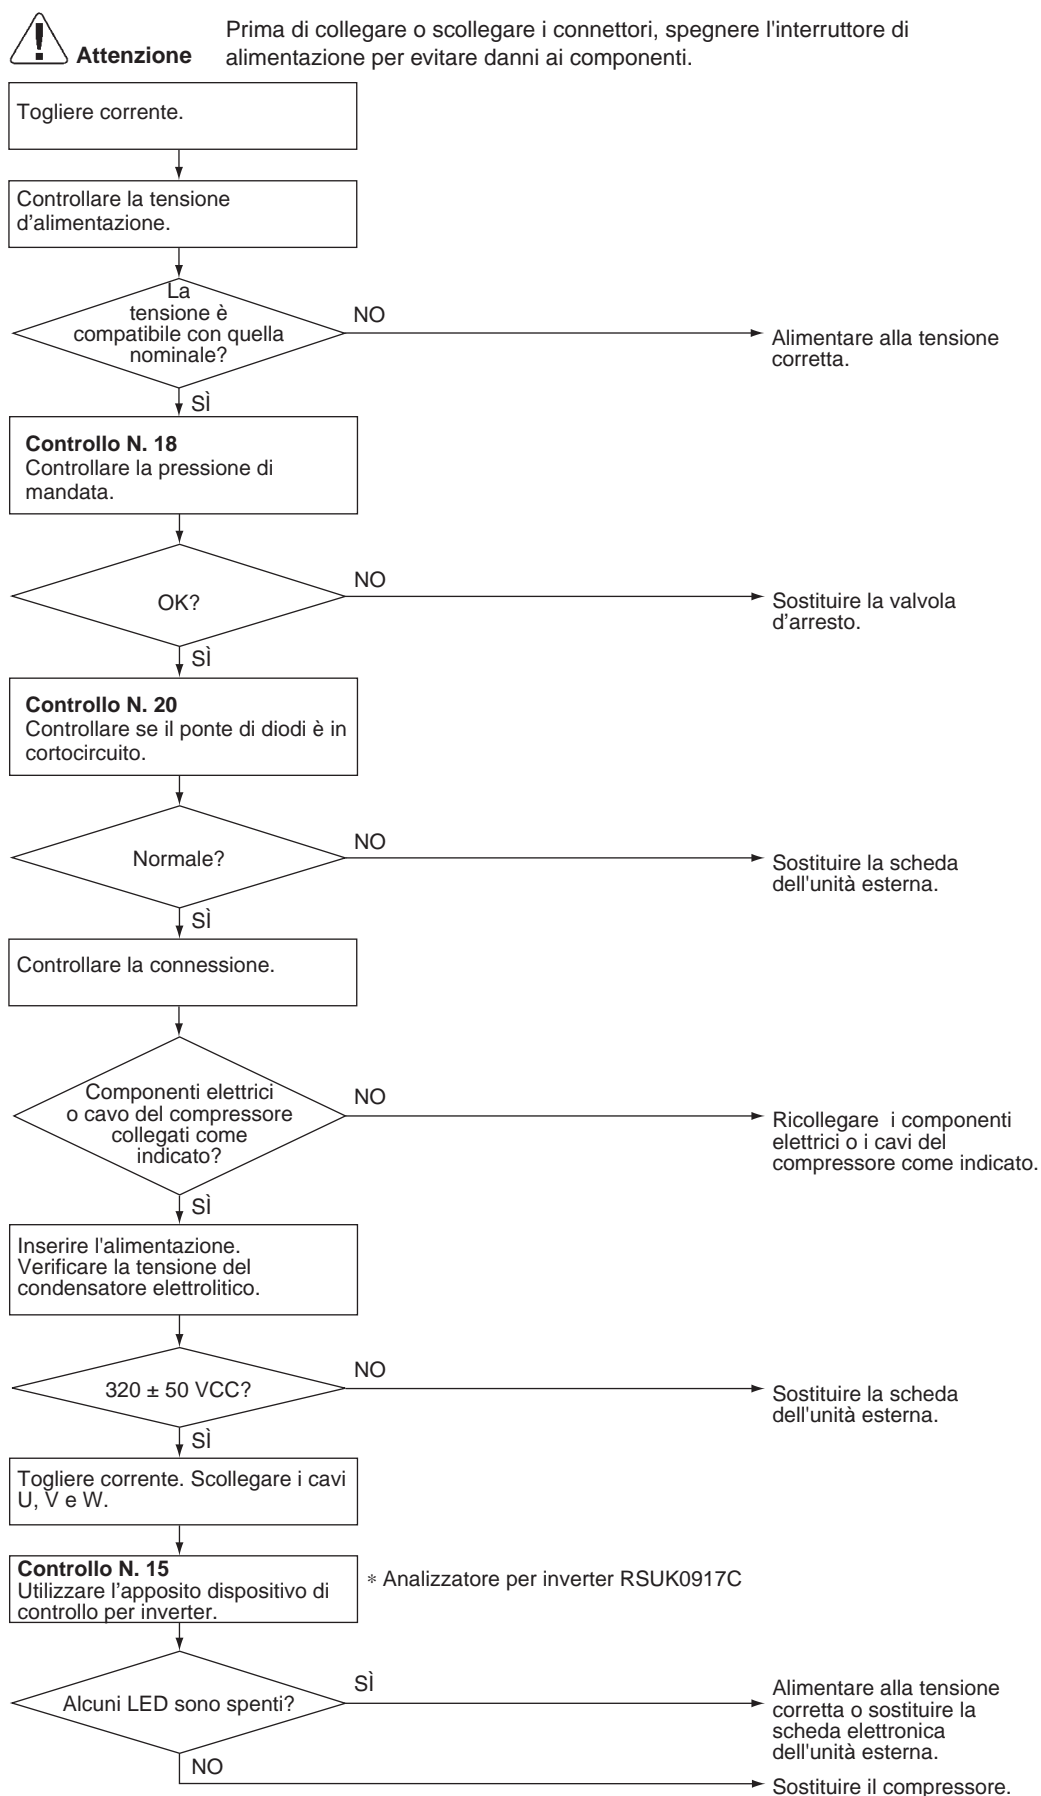 Attenzione
Prima di collegare o scollegare i connettori, spegnere l'interruttore di
alimentazione per evitare danni ai componenti.
Togliere corrente.
Controllare la tensione
d’alimentazione.
La
tensione è
compatibile con quella
nominale?
NO
Alimentare alla tensione
corretta.
SÌ
Controllo N. 18
Controllare la pressione di
mandata.
OK?
NO
Sostituire la valvola
d'arresto.
SÌ
Controllo N. 20
Controllare se il ponte di diodi è in
cortocircuito.
Normale?
NO
Sostituire la scheda
dell'unità esterna.
SÌ
Controllare la connessione.
Componenti elettrici
o cavo del compressore
collegati come
indicato?
NO
Ricollegare i componenti
elettrici o i cavi del
compressore come indicato.
SÌ
Inserire l'alimentazione.
Verificare la tensione del
condensatore elettrolitico.
320 ± 50 VCC?
NO
Sostituire la scheda
dell'unità esterna.
SÌ
Togliere corrente. Scollegare i cavi
U, V e W.
Controllo N. 15
Utilizzare l’apposito dispositivo di
controllo per inverter.
* Analizzatore per inverter RSUK0917C
Alcuni LED sono spenti?
SÌ
Alimentare alla tensione
corretta o sostituire la
scheda elettronica
dell'unità esterna.
NO
Sostituire il compressore.